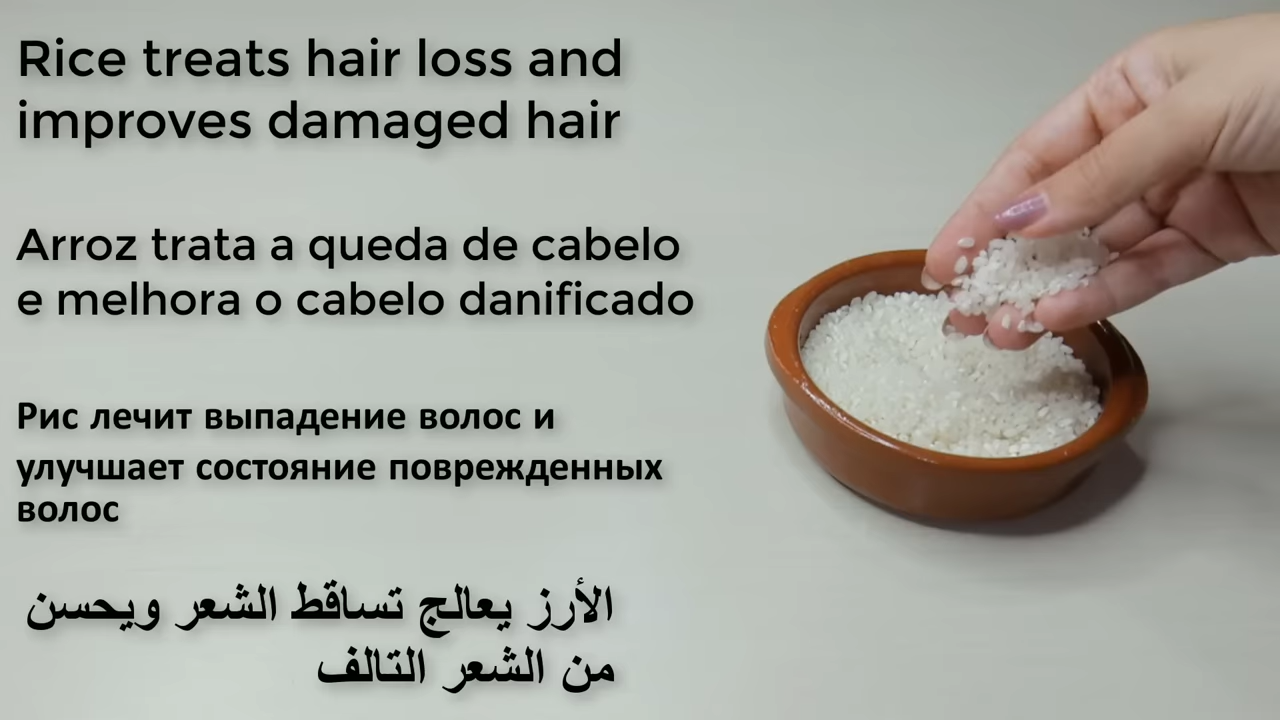 Rice treats hair loss and
improves damaged hair
Arroz trata a queda de cabelo
e melhora o cabelo danificado
Рис лечит выпадение волос и
улучшает состояние поврежденных
волос
الأرز يعالج تساقط الشعر ويحسن
من الشعر التالف